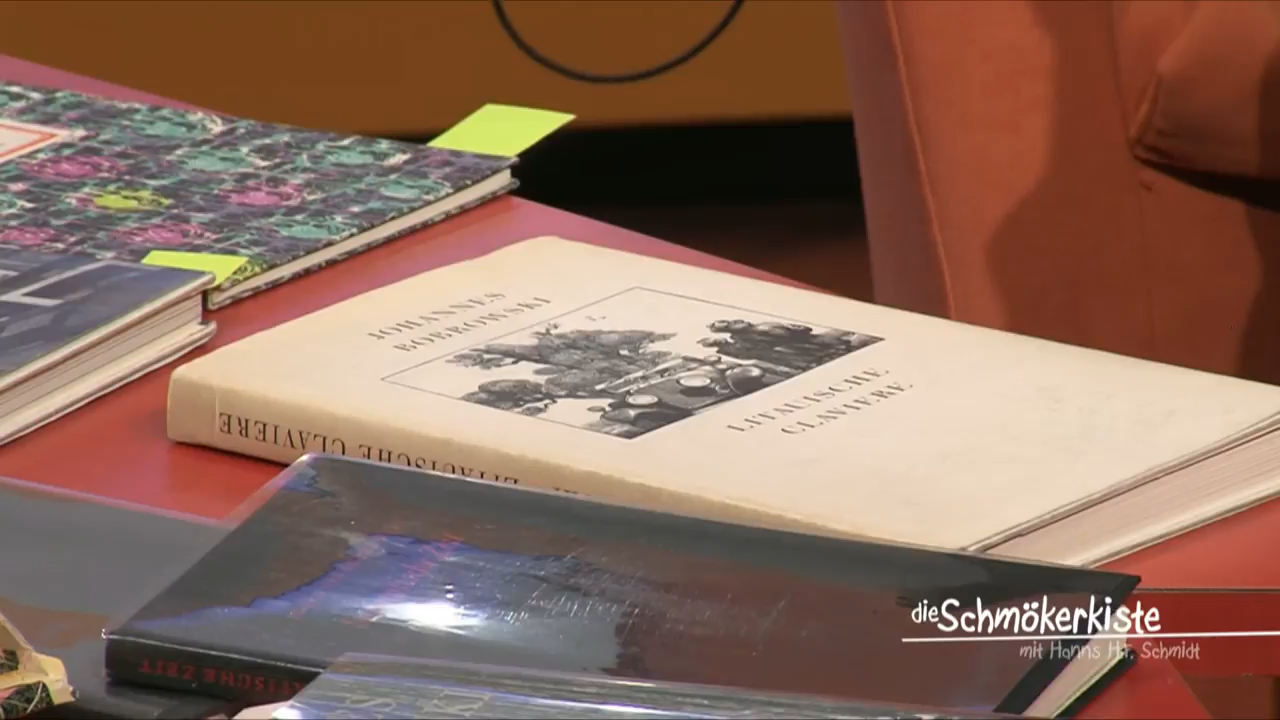 JOHANNES
BOBROWSKI
LITAUISCHE
CLAVIERE
LITAUISCHE CLAVIERE
die Schmökerkiste
mit Hanns H.F. Schmidt